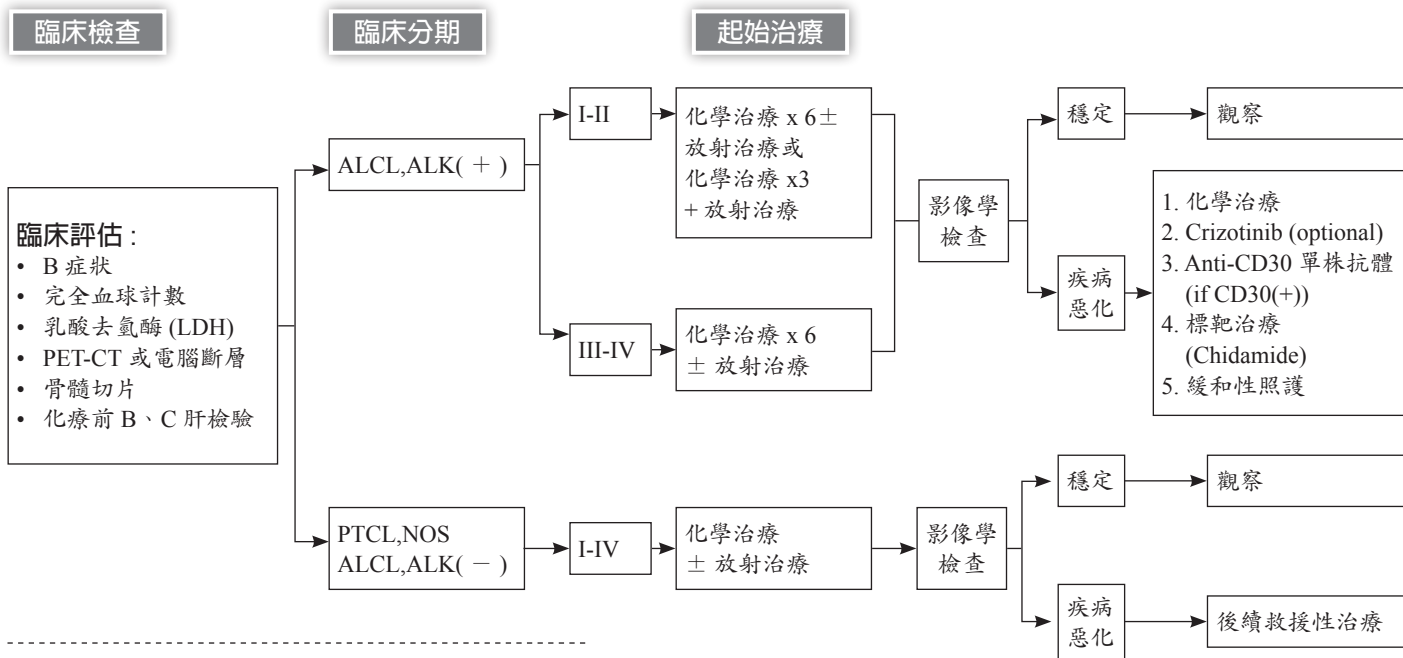 臨床檢查
臨床分期
起始治療
臨床評估 :
• B 症狀
• 完全血球計數
• 乳酸去氫酶 (LDH)
• PET-CT 或電腦斷層
• 骨髓切片
• 化療前 B、C 肝檢驗
ALCL,ALK( + )
I-II
化學治療 x 6±
放射治療或
化學治療 x3
+ 放射治療
III-IV
化學治療 x 6
± 放射治療
影像學
檢查
穩定
觀察
疾病
惡化
1. 化學治療
2. Crizotinib (optional)
3. Anti-CD30 單株抗體
(if CD30(+))
4. 標靶治療
(Chidamide)
5. 緩和性照護
PTCL,NOS
ALCL,ALK( − )
I-IV
化學治療
± 放射治療
影像學
檢查
穩定
觀察
疾病
惡化
後續救援性治療